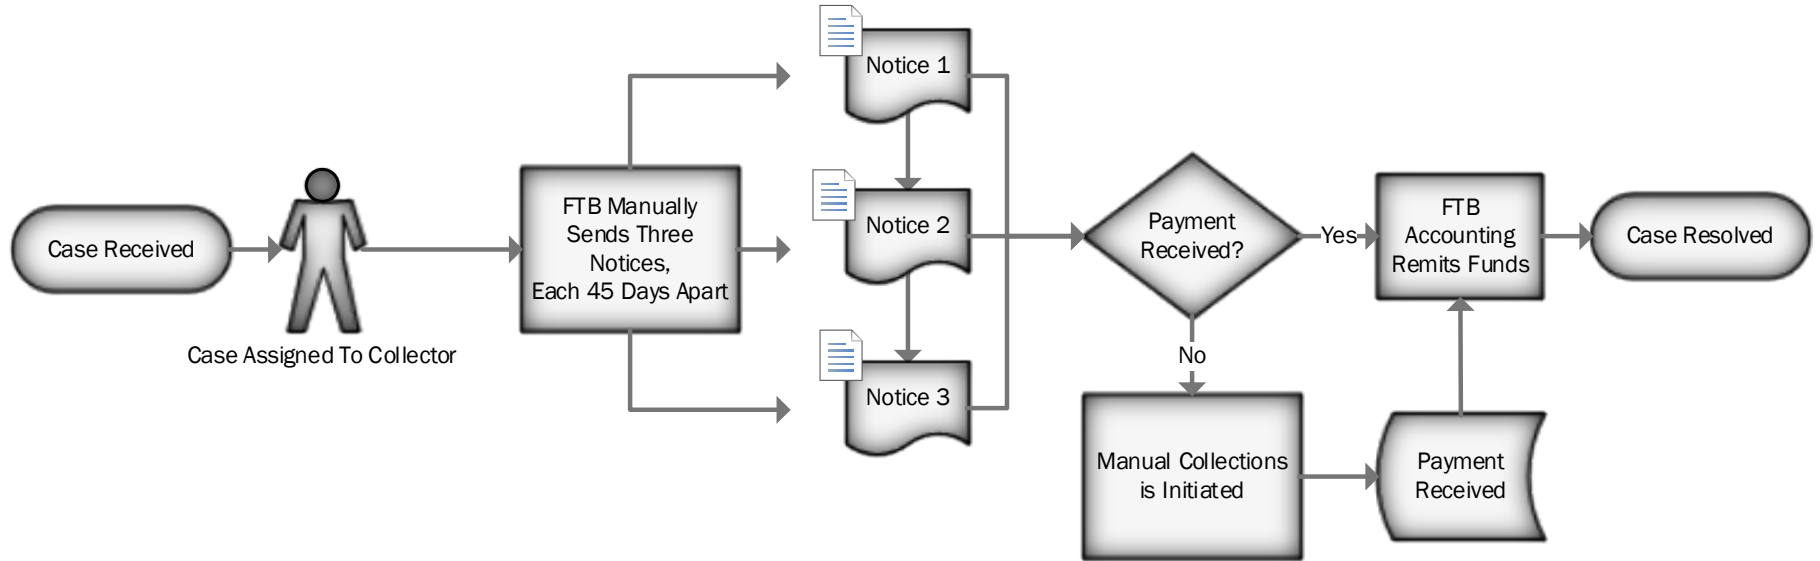 Case Received
Case Assigned To Collector
FTB Manually
Sends Three
Notices,
Each 45 Days Apart
Notice 1
Notice 2
Notice 3
Payment
Received?
Yes
No
FTB
Accounting
Remits Funds
Case Resolved
Manual Collections
is Initiated
Payment
Received